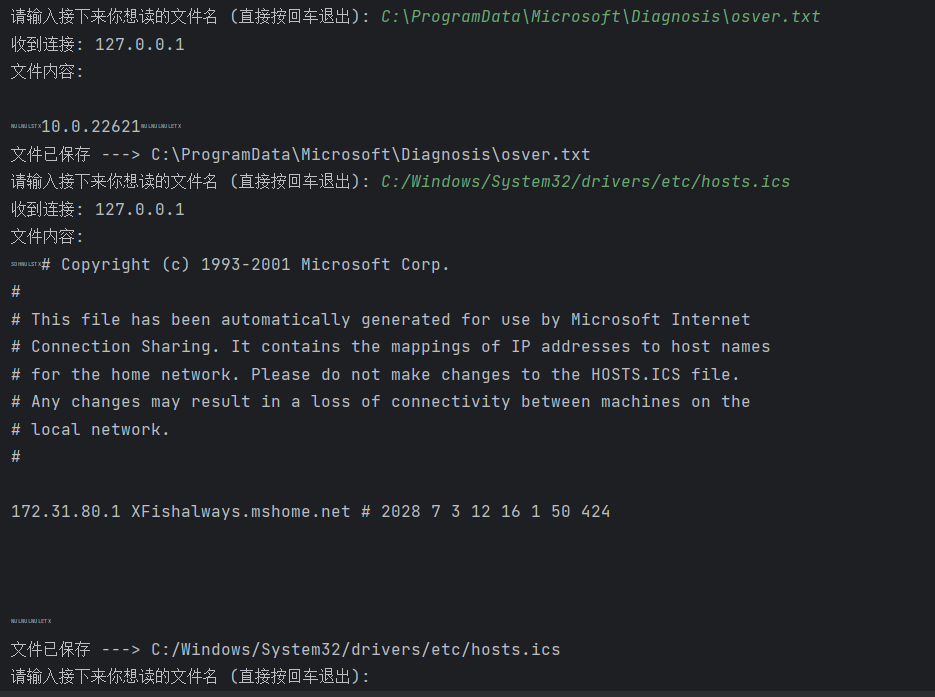 请输入接下来你想读的文件名 (直接按回车退出): C:\ProgramData\Microsoft\Diagnosis\osver.txt
收到连接: 127.0.0.1
文件内容:
NULNULSTX10.0.22621NULNULNULETX
文件已保存 ---> C:\ProgramData\Microsoft\Diagnosis\osver.txt
请输入接下来你想读的文件名 (直接按回车退出): C:/Windows/System32/drivers/etc/hosts.ics
收到连接: 127.0.0.1
文件内容:
SOHNULSTX# Copyright (c) 1993-2001 Microsoft Corp.
#
# This file has been automatically generated for use by Microsoft Internet
# Connection Sharing. It contains the mappings of IP addresses to host names
# for the home network. Please do not make changes to the HOSTS.ICS file.
# Any changes may result in a loss of connectivity between machines on the
# local network.
#
172.31.80.1 XFishalways.mshome.net # 2028 7 3 12 16 1 50 424
NULNULNULETX
文件已保存 ---> C:/Windows/System32/drivers/etc/hosts.ics
请输入接下来你想读的文件名 (直接按回车退出):